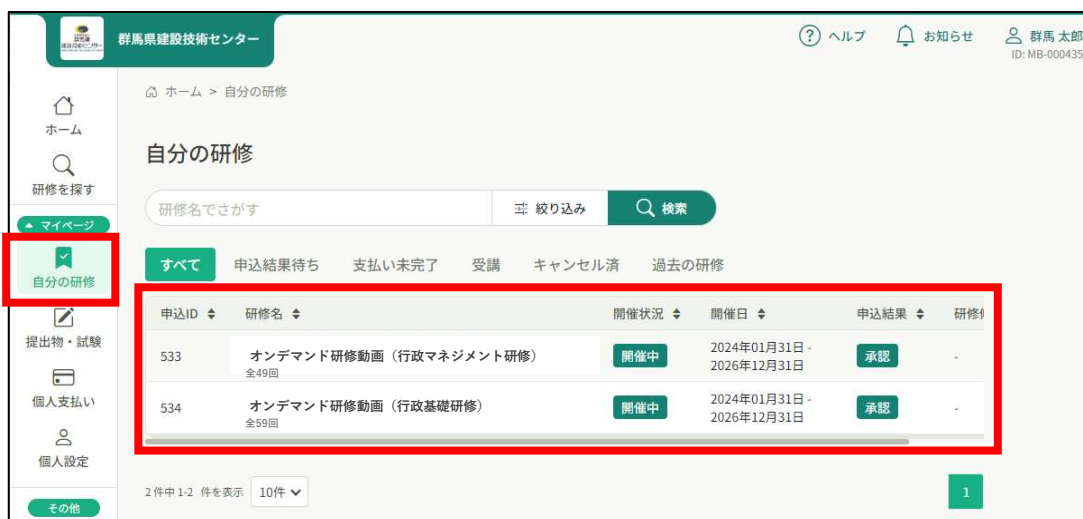 群馬県建設技術センター
ヘルプ
お知らせ
群馬 太郎
ID: MB-000435
ホーム
研修を探す
マイページ
自分の研修
提出物・試験
個人支払い
個人設定
その他
ホーム > 自分の研修
自分の研修
研修名でさがす 絞り込み 検索
すべて 申込結果待ち 支払い未完了 受講 キャンセル済 過去の研修
申込ID 研修名 開催状況 開催日 申込結果
533 オンデマンド研修動画（行政マネジメント研修） 開催中 2024年01月31日 - 承認 -
全49回 2026年12月31日
534 オンデマンド研修動画（行政基礎研修） 開催中 2024年01月31日 - 承認 -
全59回 2026年12月31日
2件中 1-2 件を表示 10件 1